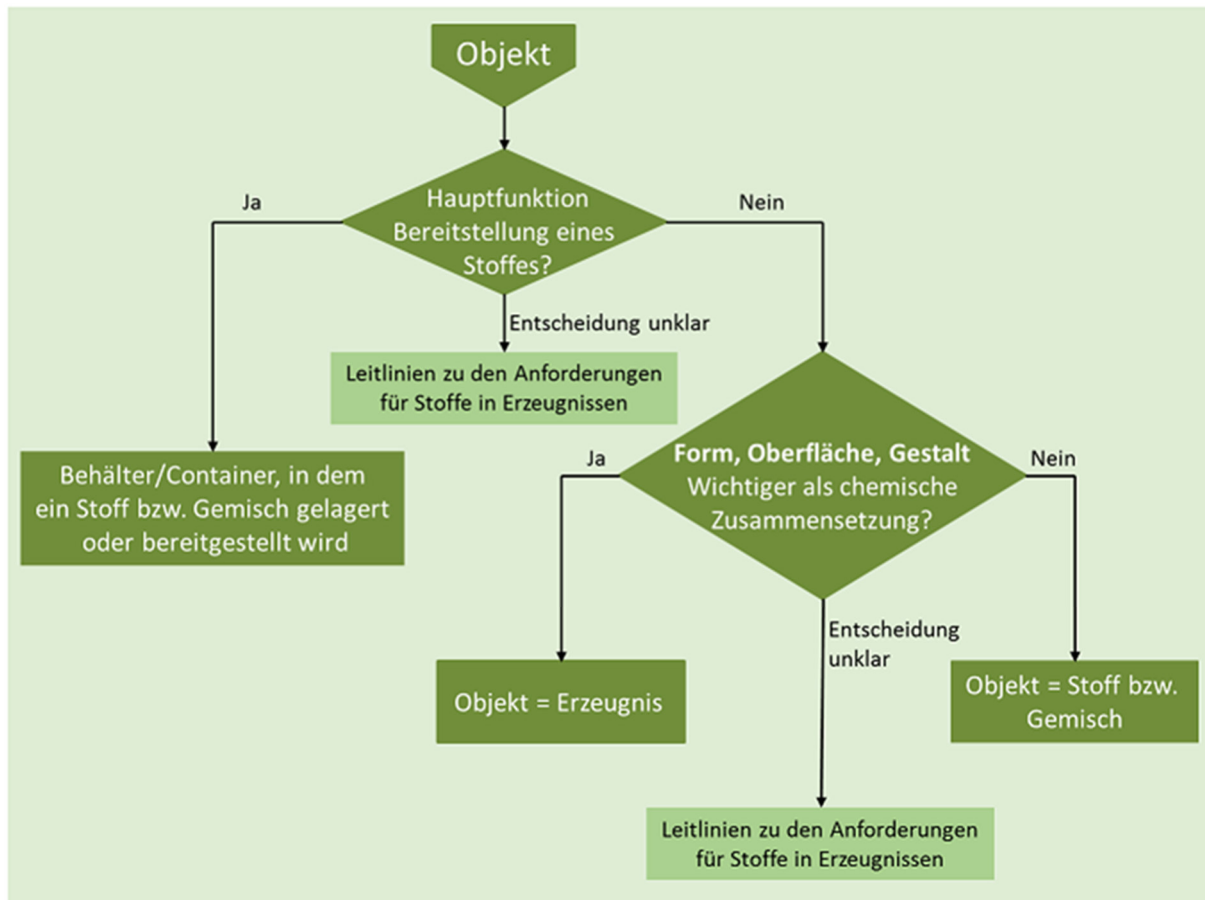 Objekt
Ja
Hauptfunktion
Bereitstellung eines
Stoffes?
Nein
Entscheidung unklar
Leitlinien zu den Anforderungen
für Stoffe in Erzeugnissen
Behälter/Container, in dem
ein Stoff bzw. Gemisch gelagert
oder bereitgestellt wird
Ja
Form, Oberfläche, Gestalt
Wichtiger als chemische
Zusammensetzung?
Nein
Entscheidung
unklar
Objekt = Erzeugnis
Objekt = Stoff bzw.
Gemisch
Leitlinien zu den Anforderungen
für Stoffe in Erzeugnissen